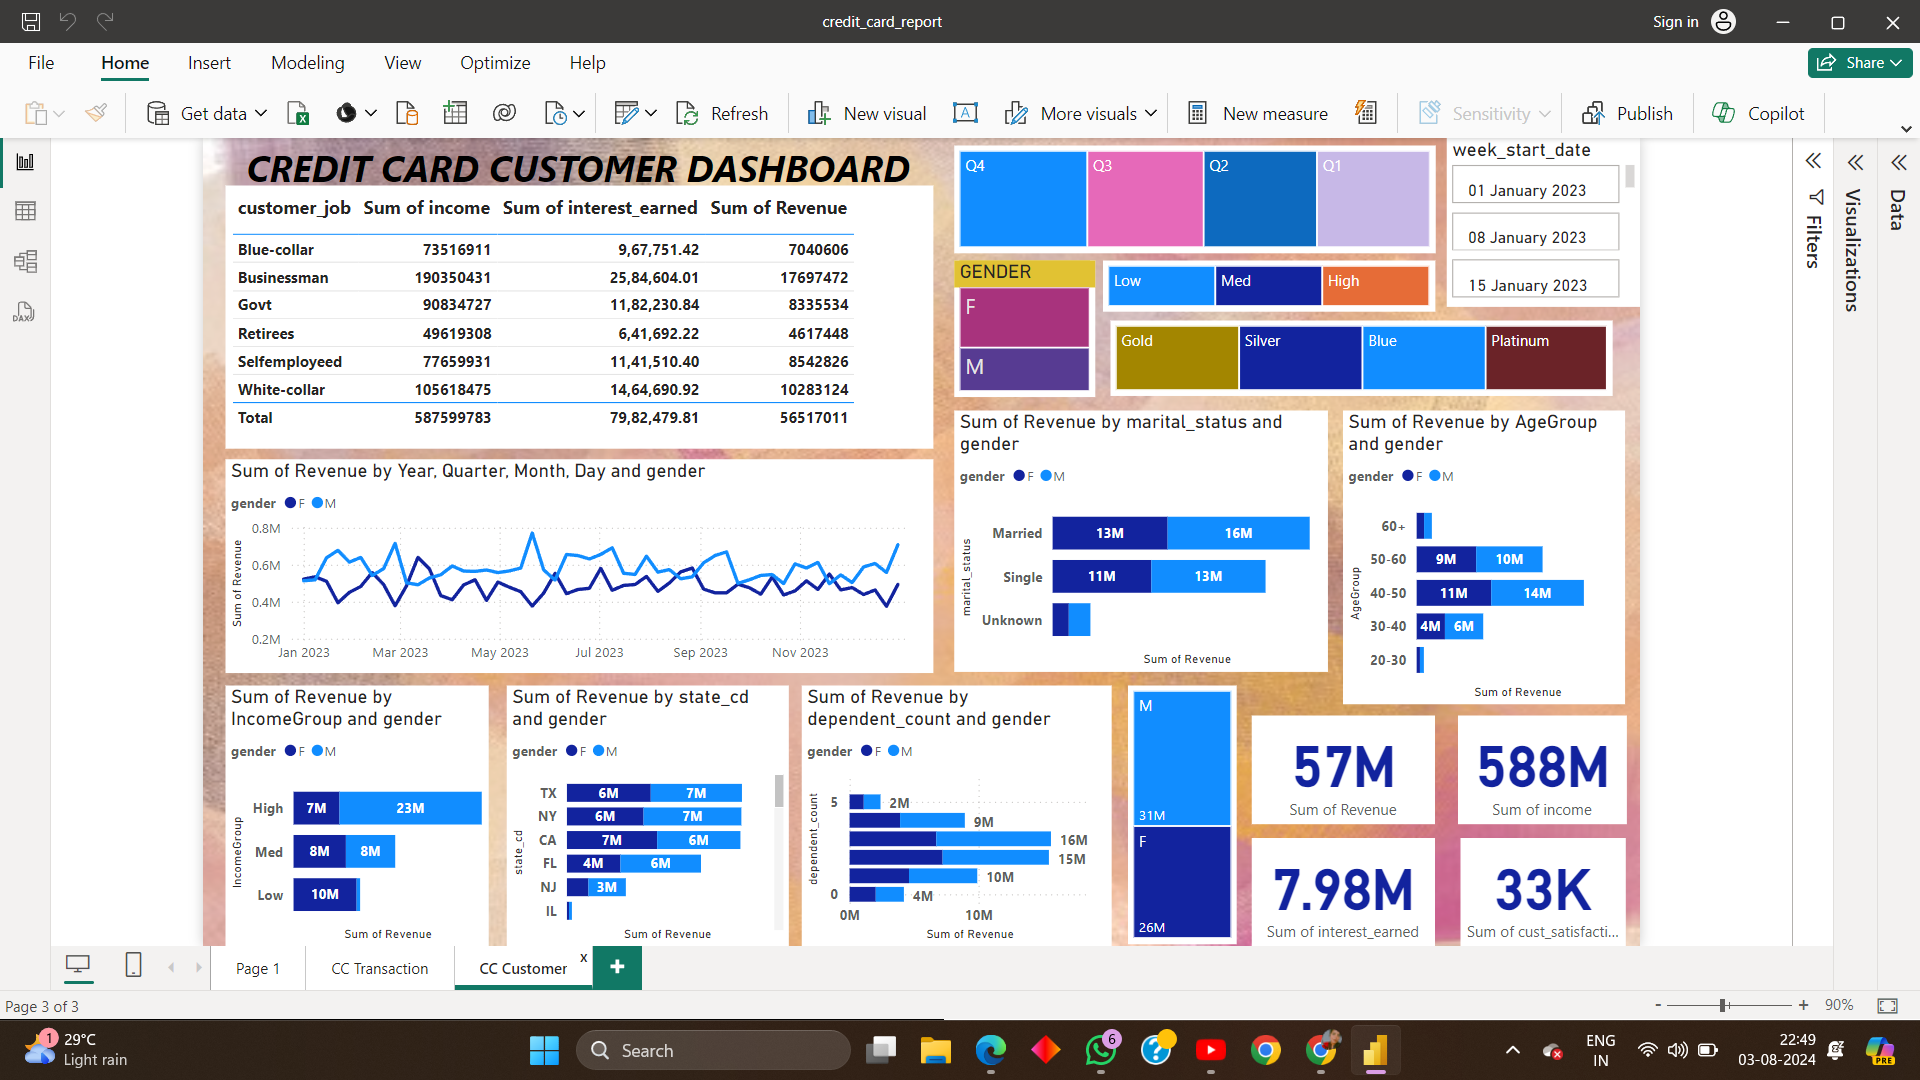 credit_card_report
Sign in
File
Home
Insert
Modeling
View
Optimize
Help
Share
Get data
Refresh
New visual
More visuals
New measure
Sensitivity
Publish
Copilot
CREDIT CARD CUSTOMER DASHBOARD
customer_job Sum of income Sum of interest_earned Sum of Revenue
Blue-collar 73516911 9,67,751.42 7040606
Businessman 190350431 25,84,604.01 17697472
Govt 90834727 11,82,230.84 8335534
Retirees 49619308 6,41,692.22 4617448
Selfemployeed 77659931 11,41,510.40 8542826
White-collar 105618475 14,64,690.92 10283124
Total 587599783 79,82,479.81 56517011
Q4 Q3 Q2 Q1
week_start_date
01 January 2023
08 January 2023
15 January 2023
GENDER
F
M
Low Med High
Gold Silver Blue Platinum
Filters
Visualizations
Data
Sum of Revenue by Year, Quarter, Month, Day and gender
gender F M
Sum of Revenue
0.8M
0.6M
0.4M
0.2M
Jan 2023 Mar 2023 May 2023 Jul 2023 Sep 2023 Nov 2023
Sum of Revenue by marital_status and
gender
gender F M
marital_status
Married 13M 16M
Single 11M 13M
Unknown
Sum of Revenue
Sum of Revenue by AgeGroup
and gender
gender F M
AgeGroup
60+
50-60 9M 10M
40-50 11M 14M
30-40 4M 6M
20-30
Sum of Revenue
Sum of Revenue by
IncomeGroup and gender
gender F M
IncomeGroup
High 7M 23M
Med 8M 8M
Low 10M
Sum of Revenue
Sum of Revenue by state_cd
and gender
gender F M
state_cd
TX 6M 7M
NY 6M 7M
CA 7M 6M
FL 4M 6M
NJ 3M
IL
Sum of Revenue
Sum of Revenue by
dependent_count and gender
gender F M
dependent_count
5 2M
9M
16M
15M
10M
0 4M
0M 10M
Sum of Revenue
M
31M
F
26M
57M
Sum of Revenue
588M
Sum of income
7.98M
Sum of interest_earned
33K
Sum of cust_satisfacti...
Page 1
CC Transaction
CC Customer
x
+
Page 3 of 3
- + 90%
1
29°C
Light rain
Search
6
ENG
IN
22:49
03-08-2024
PRE
DAX
A